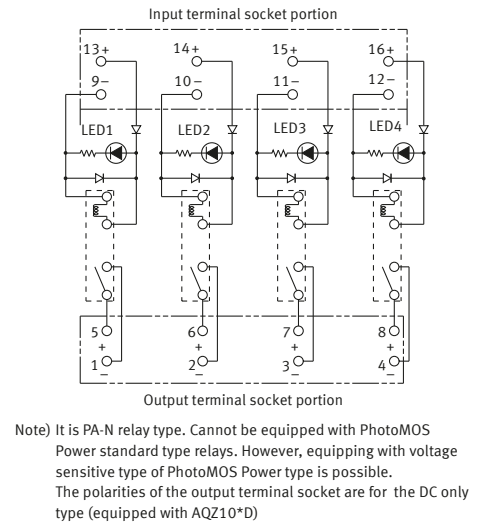 Input terminal socket portion
13+ 14+ 15+ 16+
9− 10− 11− 12−
LED1 LED2 LED3 LED4
5 6 7 8
+ + + +
1 2 3 4
− − − −
Output terminal socket portion
Note) It is PA-N relay type. Cannot be equipped with PhotoMOS
Power standard type relays. However, equipping with voltage
sensitive type of PhotoMOS Power type is possible.
The polarities of the output terminal socket are for the DC only
type (equipped with AQZ10*D)